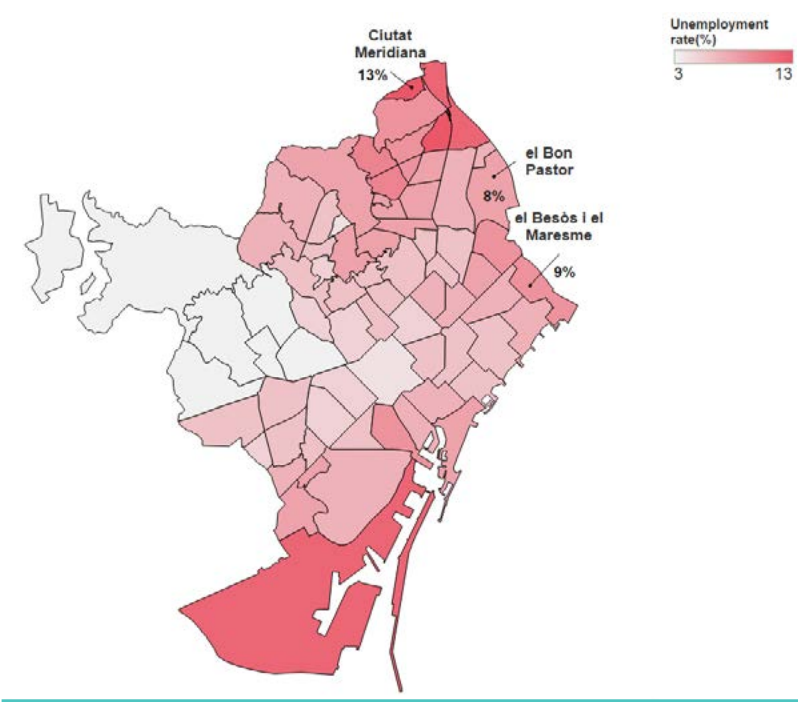 Ciutat
Meridiana
13%
Unemployment
rate(%)
3 13
el Bon
Pastor
8%
el Besòs i el
Maresme
9%